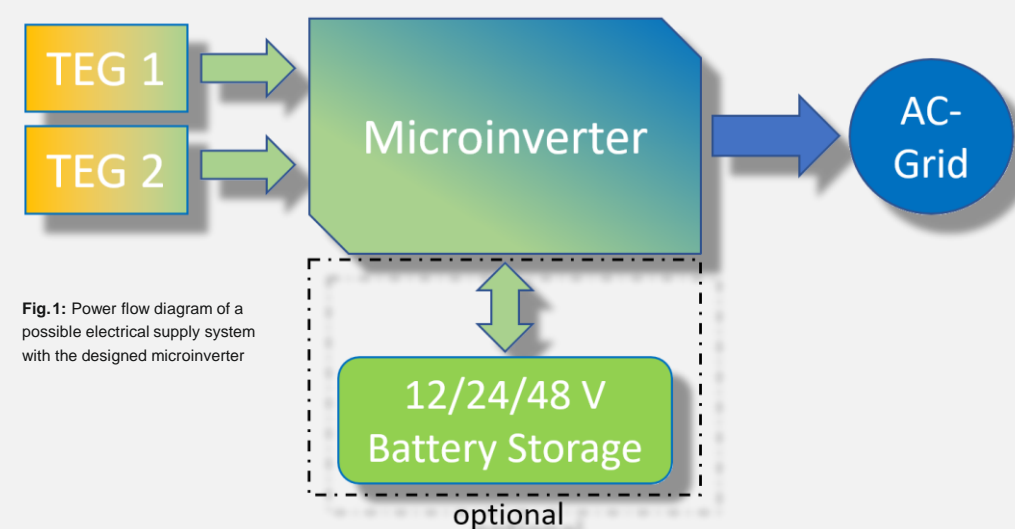 TEG 1
TEG 2
Microinverter
AC-
Grid
Fig.1: Power flow diagram of a
possible electrical supply system
with the designed microinverter
12/24/48 V
Battery Storage
optional